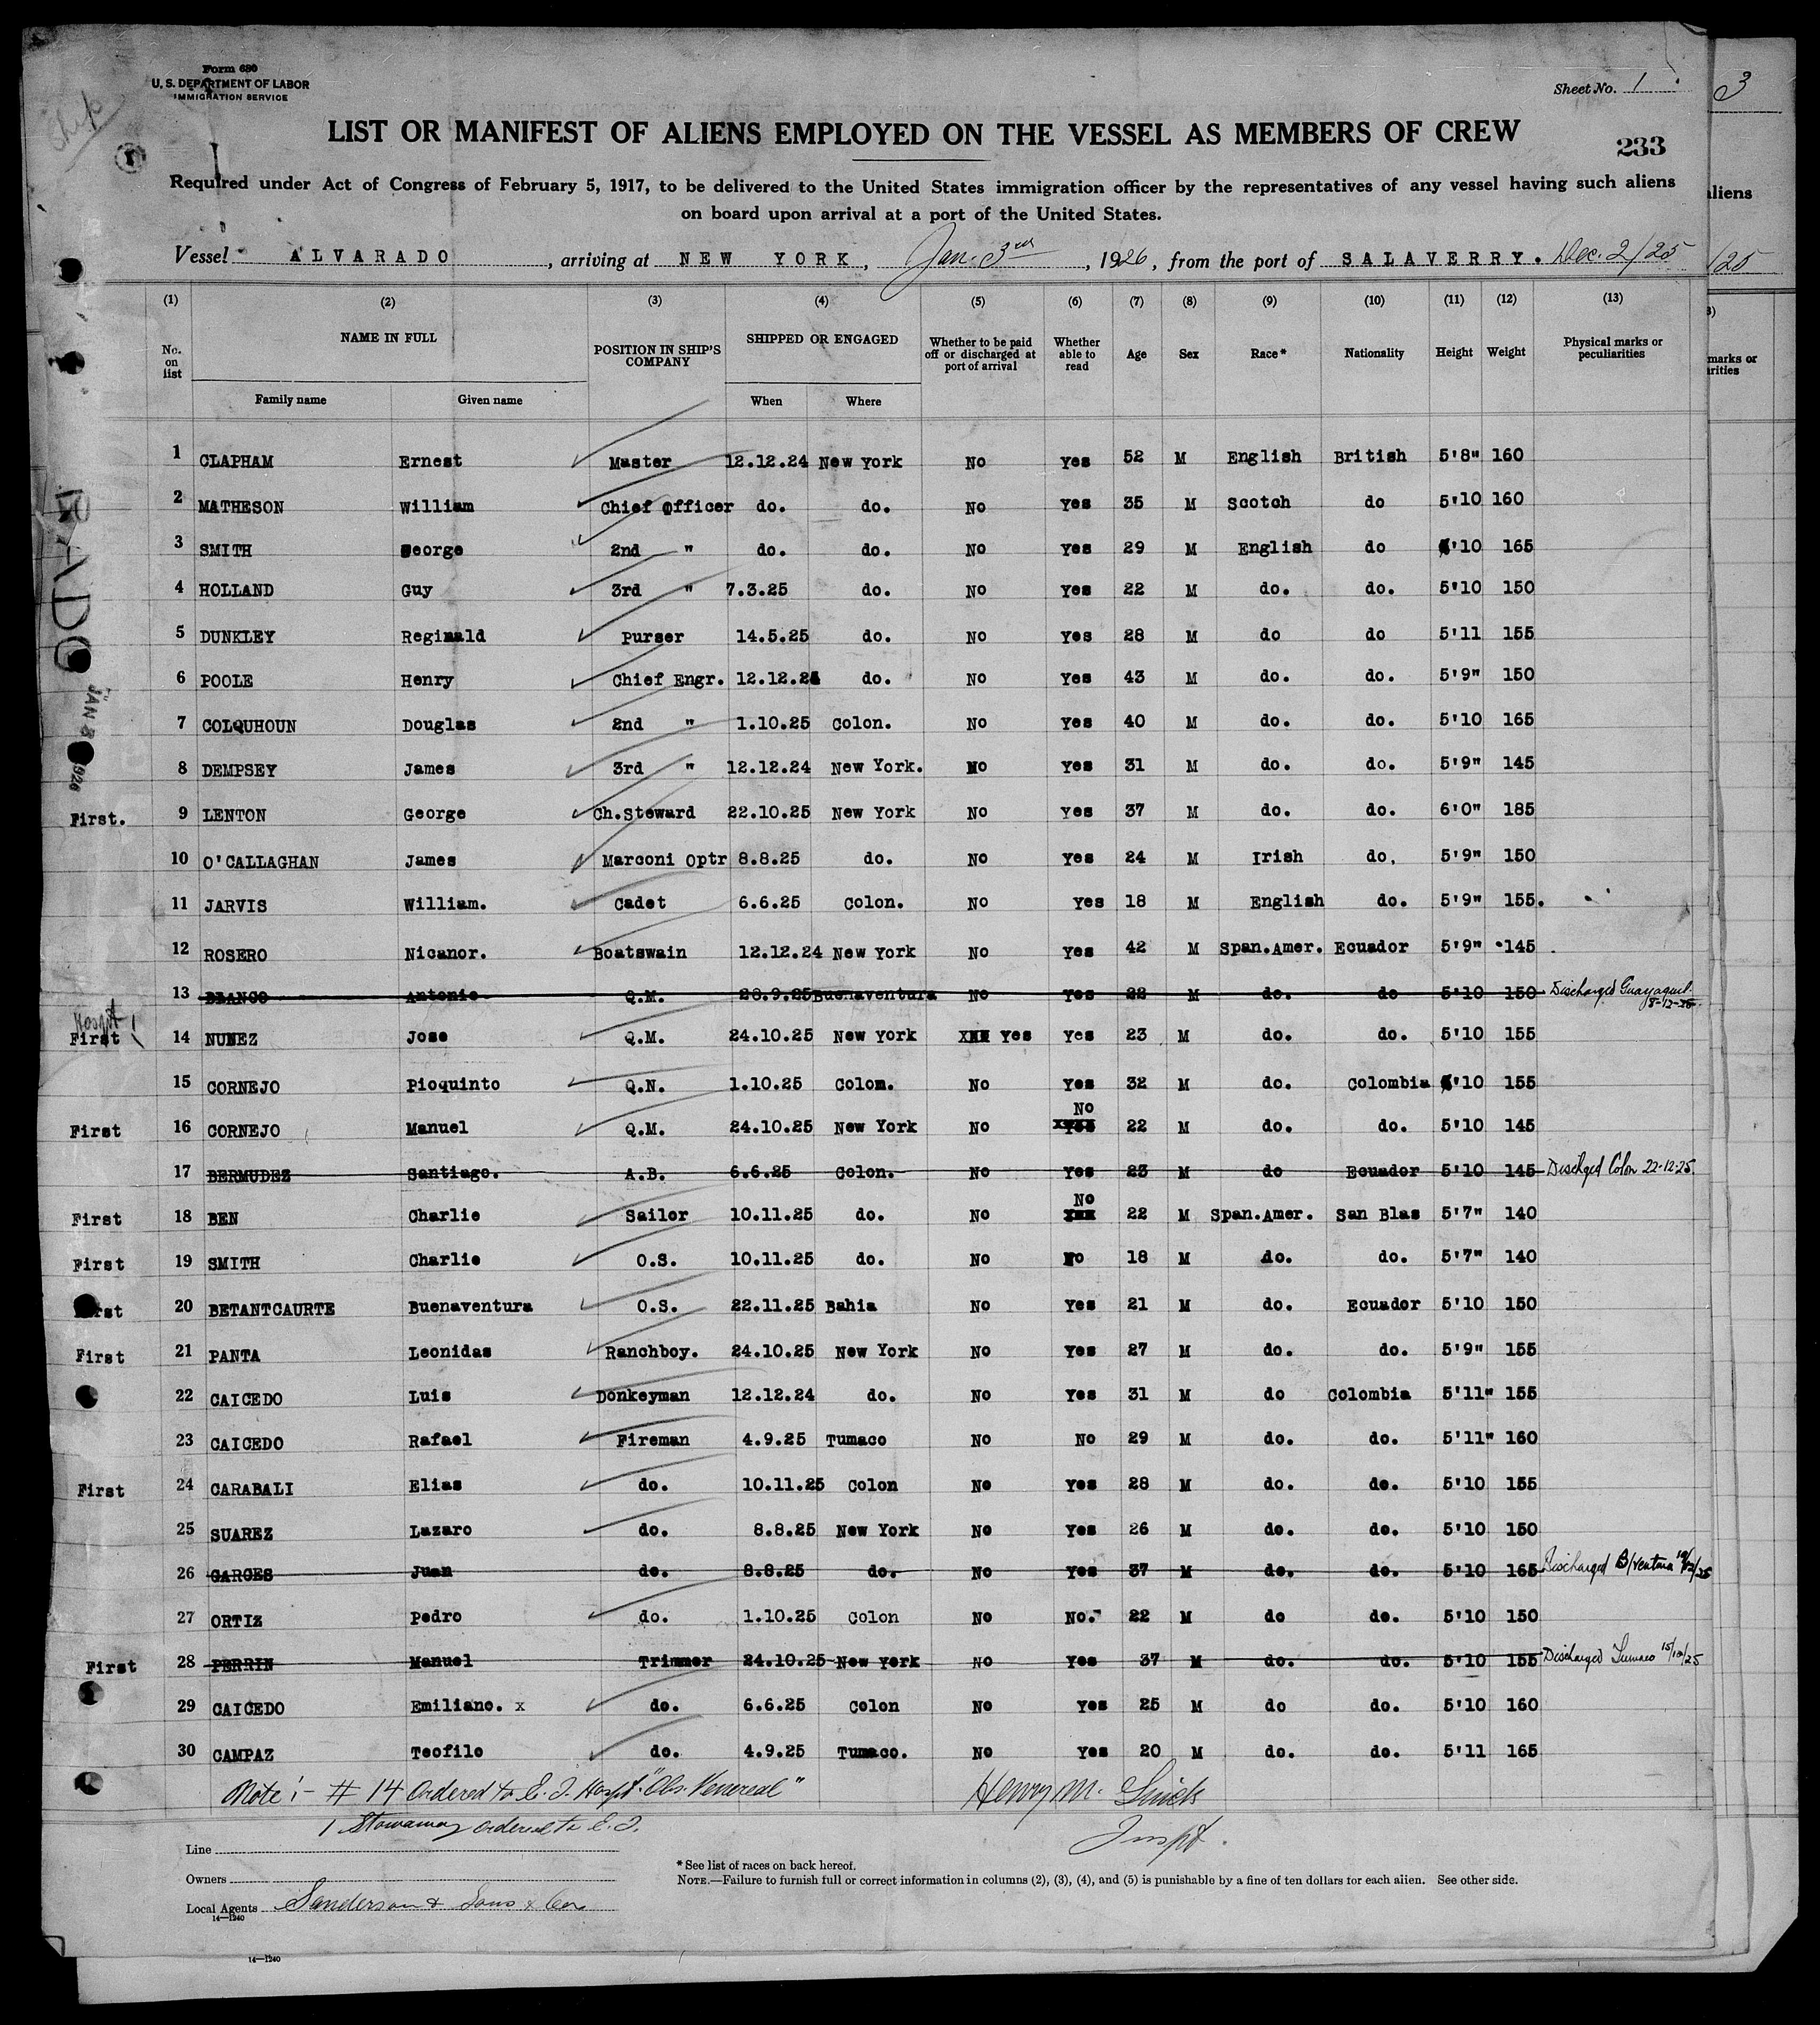 Form 680
U. S. DEPARTMENT OF LABOR
IMMIGRATION SERVICE
Sheet No. 1
3
LIST OR MANIFEST OF ALIENS EMPLOYED ON THE VESSEL AS MEMBERS OF CREW
233
Required under Act of Congress of February 5, 1917, to be delivered to the United States immigration officer by the representatives of any vessel having such aliens
on board upon arrival at a port of the United States.
aliens
Vessel ALVARADO, arriving at NEW YORK, Jan. 3rd, 1926, from the port of SALAVERRY. Dec. 2/25
/25
(1) (2) (3) (4) (5) (6) (7) (8) (9) (10) (11) (12) (13)
No. on list NAME IN FULL POSITION IN SHIP'S COMPANY SHIPPED OR ENGAGED Whether to be paid off or discharged at port of arrival Whether able to read Age Sex Race* Nationality Height Weight Physical marks or peculiarities
marks or
Family name Given name When Where
1 CLAPHAM Ernest Master 12.12.24 New York No Yes 52 M English British 5'8" 160
2 MATHESON William Chief Officer do. do. No Yes 35 M Scotch do 5'10 160
3 SMITH George 2nd " do. do. No Yes 29 M English do 5'10 165
4 HOLLAND Guy 3rd " 7.3.25 do. No Yes 22 M do. do. 5'10 150
5 DUNKLEY Reginald Purser 14.5.25 do. No Yes 28 M do do 5'11 155
6 POOLE Henry Chief Engr. 12.12.24 do. No Yes 43 M do. do. 5'9" 150
7 COLQUHOUN Douglas 2nd " 1.10.25 Colon. No Yes 40 M do. do. 5'10 165
8 DEMPSEY James 3rd " 12.12.24 New York. No Yes 31 M do. do. 5'9" 145
First. 9 LENTON George Ch.Steward 22.10.25 New York No Yes 37 M do. do. 6'0" 185
10 O'CALLAGHAN James Marconi Optr 8.8.25 do. No Yes 24 M Irish do. 5'9" 150
11 JARVIS William. Cadet 6.6.25 Colon. No Yes 18 M English do. 5'9" 155.
12 ROSERO Nicanor. Boatswain 12.12.24 New York No Yes 42 M Span.Amer. Ecuador 5'9" 145
13 BLANCO Antonio Q.M. 28.9.25 Buenaventura No Yes 22 M do. do 5'10 150 Discharged Guayaquil 8-12-25.
Hospt
First 14 NUNEZ Jose Q.M. 24.10.25 New York XXX Yes Yes 23 M do. do. 5'10 155
15 CORNEJO Pioquinto Q.N. 1.10.25 Colon. No Yes 32 M do. Colombia 5'10 155
First 16 CORNEJO Manuel Q.M. 24.10.25 New York No No Yes 22 M do. do. 5'10 145
17 BERMUDEZ Santiago. A.B. 6.6.25 Colon. No Yes 23 M do Ecuador 5'10 145 Dischged Colon 22-12-25.
First 18 BEN Charlie Sailor 10.11.25 do. No No XXX 22 M Span.Amer. San Blas 5'7" 140
First 19 SMITH Charlie O.S. 10.11.25 do. No No 18 M do. do. 5'7" 140
First 20 BETANTCAURTE Buenaventura O.S. 22.11.25 Bahia No Yes 21 M do. Ecuador 5'10 150
First 21 PANTA Leonidas Ranchboy. 24.10.25 New York No Yes 27 M do. do. 5'9" 155
22 CAICEDO Luis Donkeyman 12.12.24 do. No Yes 31 M do Colombia 5'11" 155
23 CAICEDO Rafael Fireman 4.9.25 Tumaco No No 29 M do. do. 5'11" 160
First 24 CARABALI Elias do. 10.11.25 Colon No Yes 28 M do. do. 5'10 155
25 SUAREZ Lazaro do. 8.8.25 New York No Yes 26 M do. do. 5'10 150
26 GARCES Juan do. 8.8.25 do. No Yes 37 M do. do. 5'10 165 Discharged B/ventura 10/12/25
27 ORTIZ Pedro do. 1.10.25 Colon No No. 22 M do do. 5'10 150
First 28 PERRIN Manuel Trimmer 24.10.25 New York No Yes 37 M do. do. 5'10 155 Discharged Tumaco 15/12/25
29 CAICEDO Emiliano. x do. 6.6.25 Colon No Yes 25 M do do. 5'10 160
30 CAMPAZ Teofilo do. 4.9.25 Tumaco. No Yes 20 M do. do. 5'11 165
Note:- # 14 Ordered to E.I. Hospt. "Obs. Venereal" Henry M.
1 Stowaway ordered to E.I. Inspt.
Line
Owners
*See list of races on back hereof.
NOTE.—Failure to furnish full or correct information in columns (2), (3), (4), and (5) is punishable by a fine of ten dollars for each alien. See other side.
Local Agents Sanderson & Sons & Co.
14—1240
14—1240